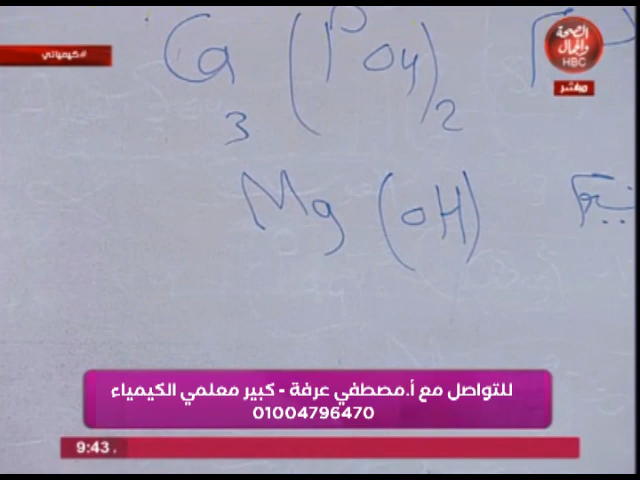 Ca₃(PO₄)₂
الصحة
والجمال
HBC
مباشر
#كيميائي
Mg(OH)
للتواصل مع أ.مصطفي عرفة - كبير معلمي الكيمياء
01004796470
9:43